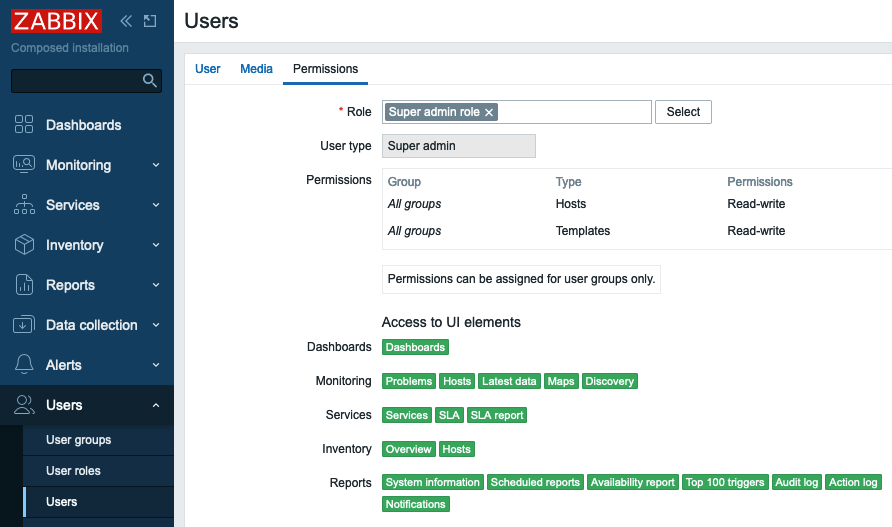 ZABBIX
Composed installation
Dashboards
Monitoring
Services
Inventory
Reports
Data collection
Alerts
Users
User groups
User roles
Users
Users
User Media Permissions
* Role Super admin role Select
User type Super admin
Permissions Group Type Permissions
All groups Hosts Read-write
All groups Templates Read-write
Permissions can be assigned for user groups only.
Access to UI elements
Dashboards Dashboards
Monitoring Problems Hosts Latest data Maps Discovery
Services Services SLA SLA report
Inventory Overview Hosts
Reports System information Scheduled reports Availability report Top 100 triggers Audit log Action log
Notifications